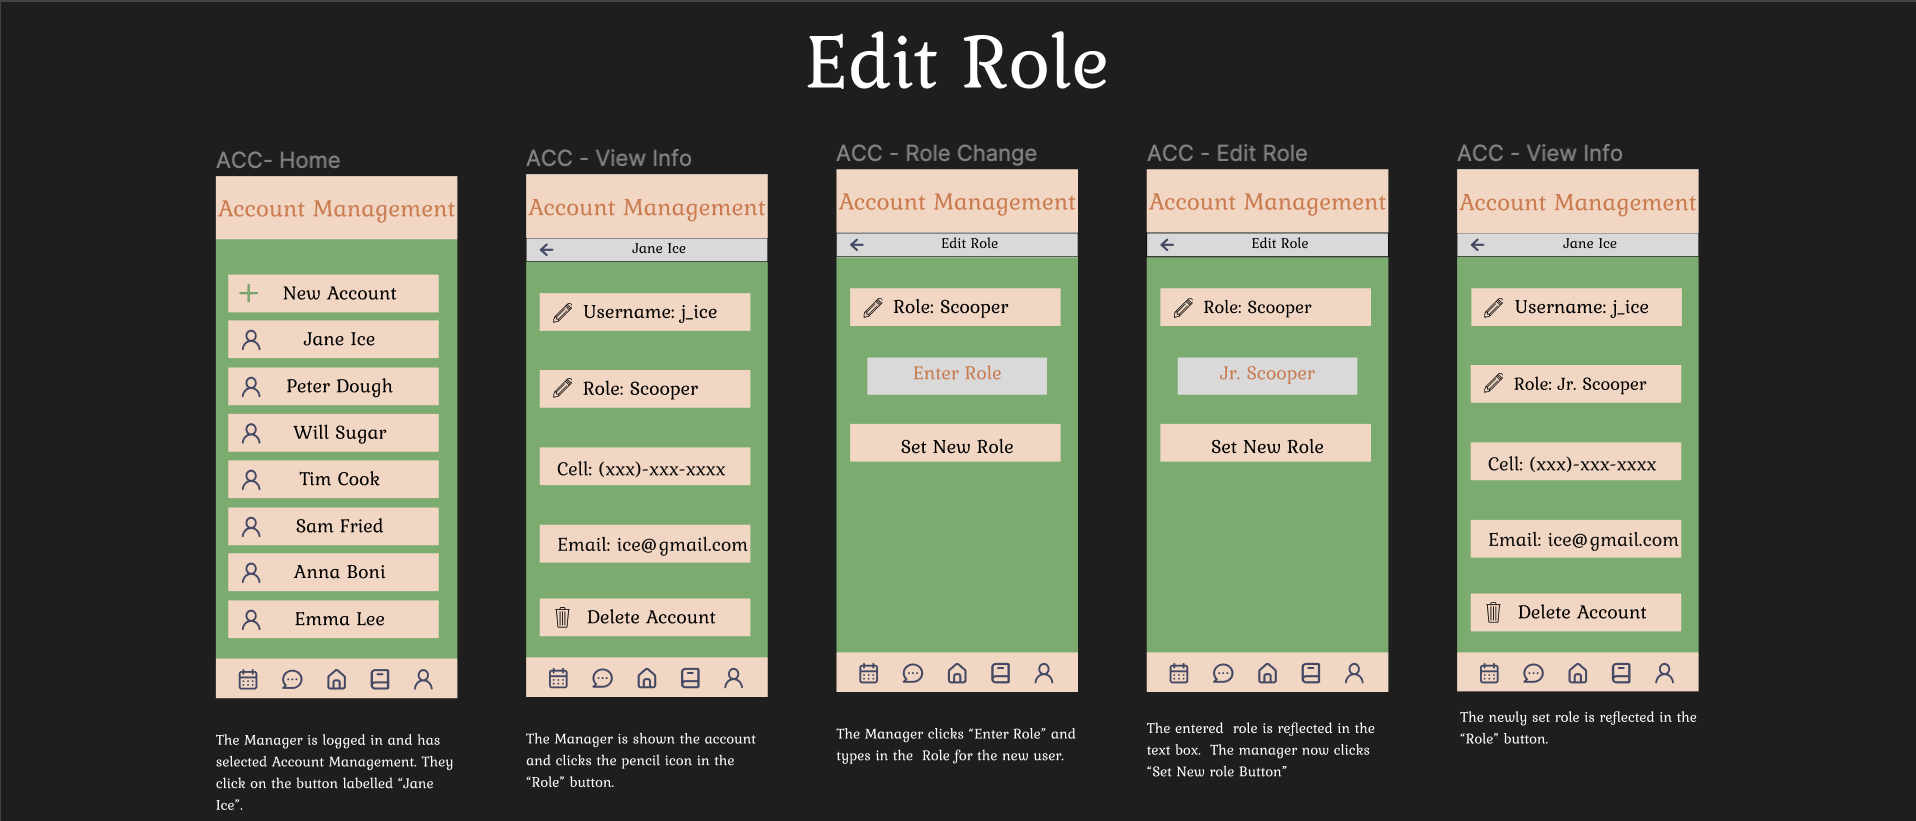 Edit Role
ACC- Home
Account Management
New Account
Jane Ice
Peter Dough
Will Sugar
Tim Cook
Sam Fried
Anna Boni
Emma Lee
The Manager is logged in and has
selected Account Management. They
click on the button labelled “Jane
Ice”.
ACC - View Info
Account Management
Jane Ice
Username: j_ice
Role: Scooper
Cell: (xxx)-xxx-xxxx
Email: ice@gmail.com
Delete Account
The Manager is shown the account
and clicks the pencil icon in the
“Role” button.
ACC - Role Change
Account Management
Edit Role
Role: Scooper
Enter Role
Set New Role
The Manager clicks “Enter Role” and
types in the  Role for the new user.
ACC - Edit Role
Account Management
Edit Role
Role: Scooper
Jr. Scooper
Set New Role
The entered  role is reflected in the
text box.  The manager now clicks
“Set New role Button”
ACC - View Info
Account Management
Jane Ice
Username: j_ice
Role: Jr. Scooper
Cell: (xxx)-xxx-xxxx
Email: ice@gmail.com
Delete Account
The newly set role is reflected in the
“Role” button.